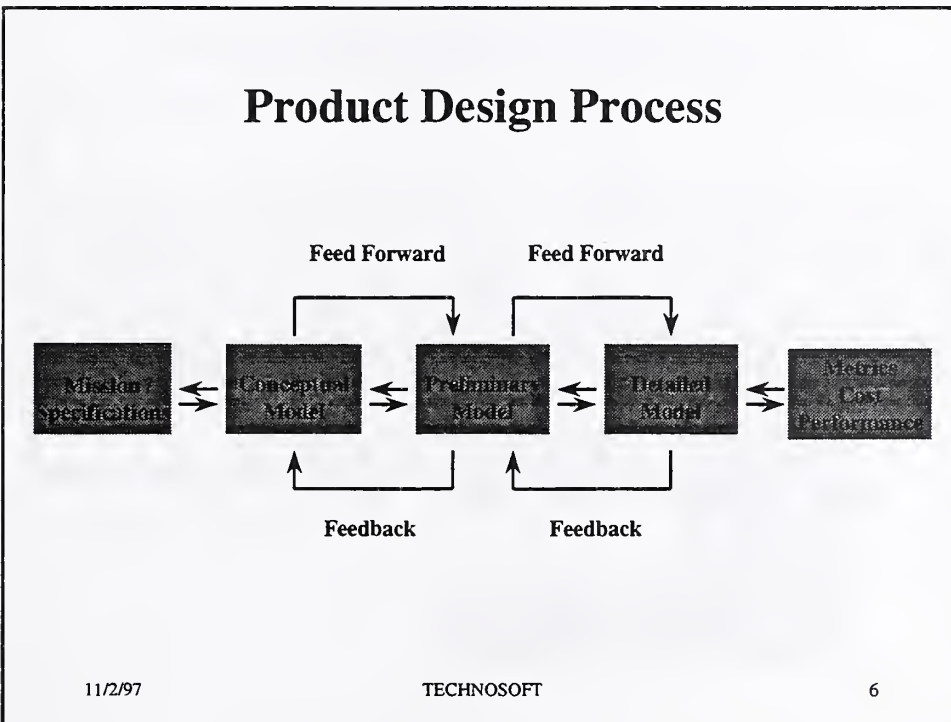 Product Design Process
Feed Forward Feed Forward
Mission / Specifications
Conceptual Model
Preliminary Model
Detailed Model
Metrics
Cost
Performance
Feedback Feedback
11/2/97 TECHNOSOFT 6